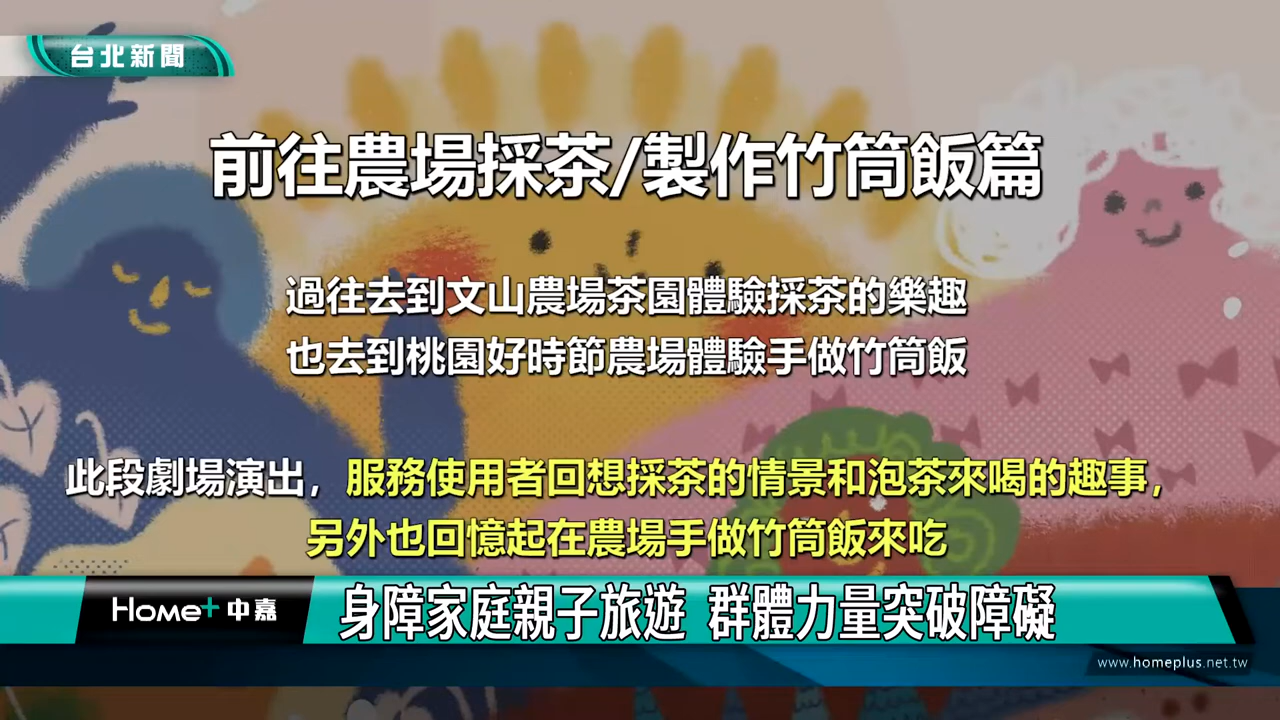 台北新聞
前往農場採茶/製作竹筒飯篇
過往去到文山農場茶園體驗採茶的樂趣
也去到桃園好時節農場體驗手做竹筒飯
此段劇場演出，服務使用者回想採茶的情景和泡茶來喝的趣事，
另外也回憶起在農場手做竹筒飯來吃
Home+中嘉 身障家庭親子旅遊 群體力量突破障礙
www.homeplus.net.tw